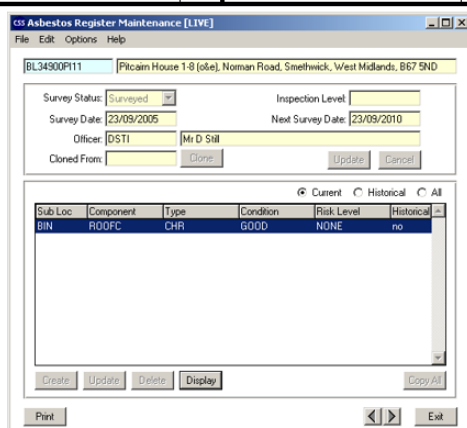 css Asbestos Register Maintenance [LIVE]
File Edit Options Help
BL34900PI11 Pitcairn House 1-8 (o&e), Norman Road, Smethwick, West Midlands, B67 5ND
Survey Status: Surveyed Inspection Level:
Survey Date: 23/09/2005 Next Survey Date: 23/09/2010
Officer: DSTI Mr D Still
Cloned From: Clone Update Cancel
Current Historical All
Sub Loc Component Type Condition Risk Level Historical
BIN ROOFC CHR GOOD NONE no
Create Update Delete Display Copy All
Print Exit